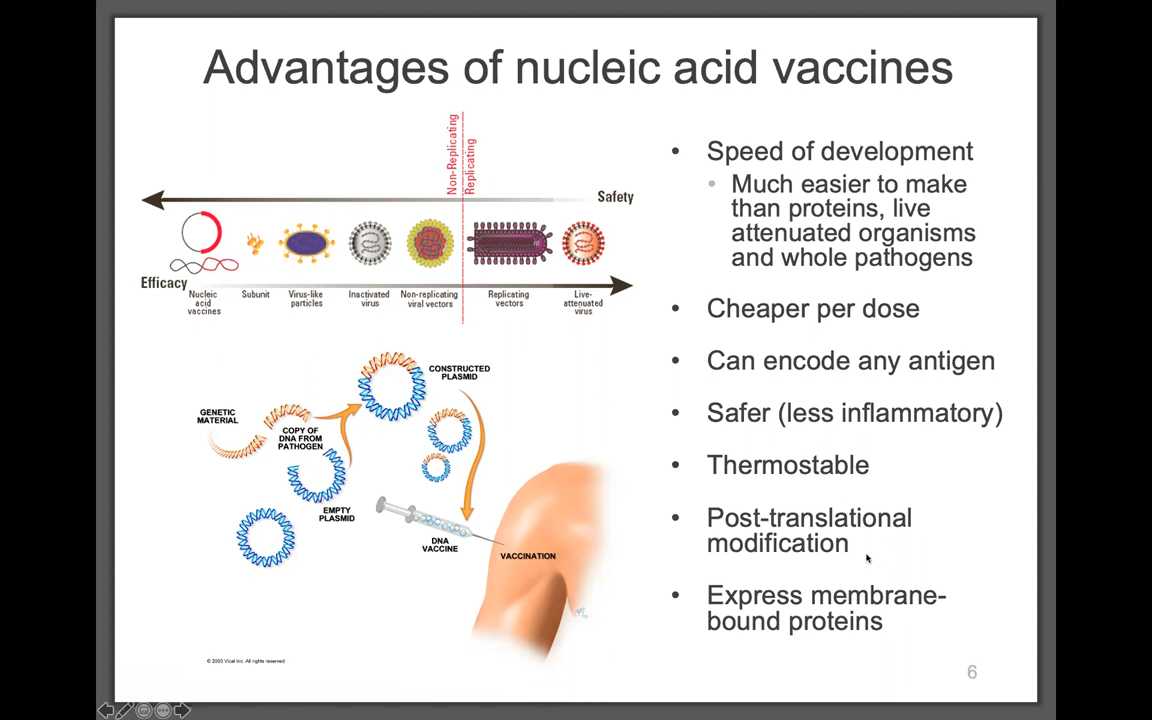 Advantages of nucleic acid vaccines
Non-Replicating
Replicating
Safety
Efficacy
Nucleic
acid
vaccines
Subunit
Virus-like
particles
Inactivated
virus
Non-replicating
viral vectors
Replicating
vectors
Live-
attenuated
virus
GENETIC
MATERIAL
COPY OF
DNA FROM
PATHOGEN
CONSTRUCTED
PLASMID
EMPTY
PLASMID
DNA
VACCINE
VACCINATION
© 2003 Vical Inc. All rights reserved
• Speed of development
• Much easier to make
than proteins, live
attenuated organisms
and whole pathogens
• Cheaper per dose
• Can encode any antigen
• Safer (less inflammatory)
• Thermostable
• Post-translational
modification
• Express membrane-
bound proteins
6